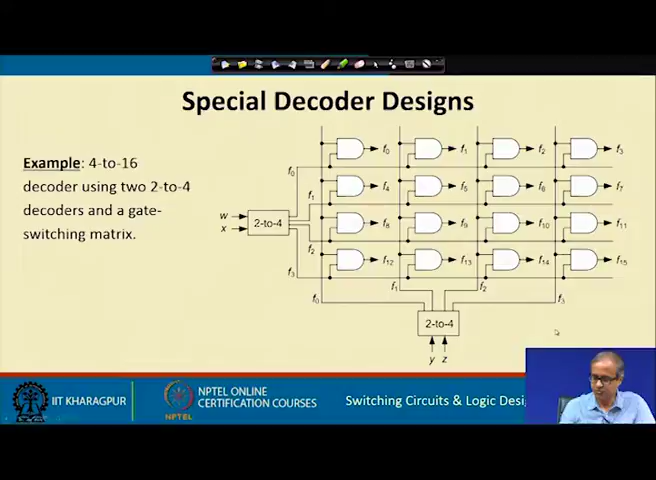 Special Decoder Designs
Example: 4-to-16
decoder using two 2-to-4
decoders and a gate-
switching matrix.
f0 f1 f2 f3
f0
f4 f5 f6 f7
f1
w
x
2-to-4
f8 f9 f10 f11
f2
f12 f13 f14 f15
f3
f0 f1 f2 f3
2-to-4
y z
IIT KHARAGPUR
NPTEL
NPTEL ONLINE
CERTIFICATION COURSES
Switching Circuits & Logic Desig